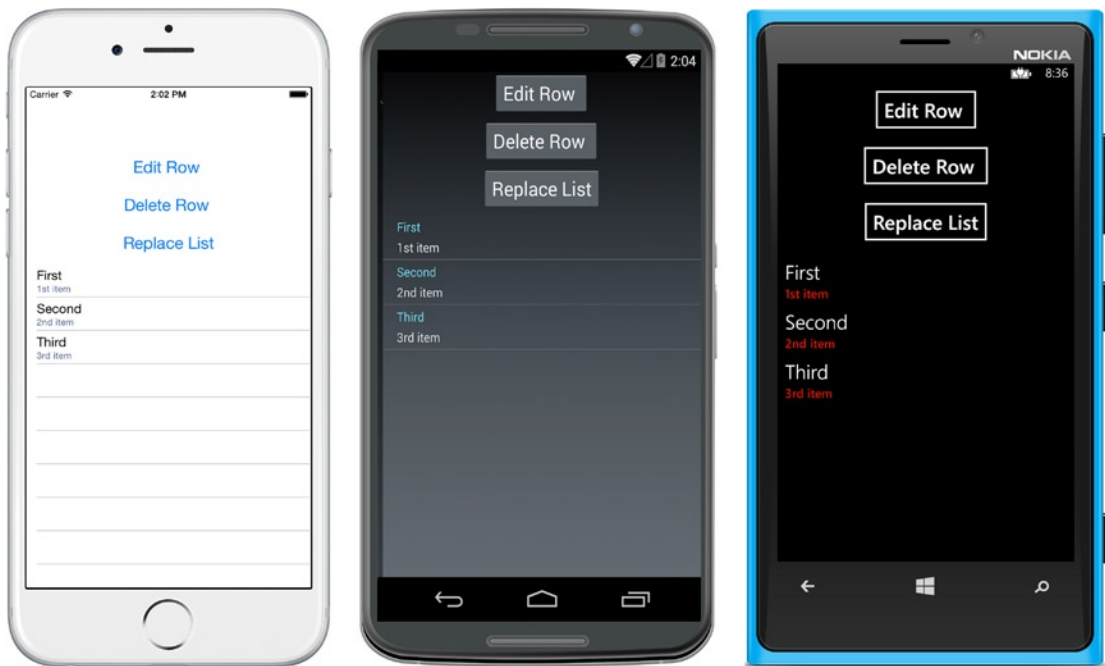 Carrier
2:02 PM
Edit Row
Delete Row
Replace List
First
1st item
Second
2nd item
Third
3rd item
2:04
Edit Row
Delete Row
Replace List
First
1st item
Second
2nd item
Third
3rd item
NOKIA
8:36
Edit Row
Delete Row
Replace List
First
1st item
Second
2nd item
Third
3rd item